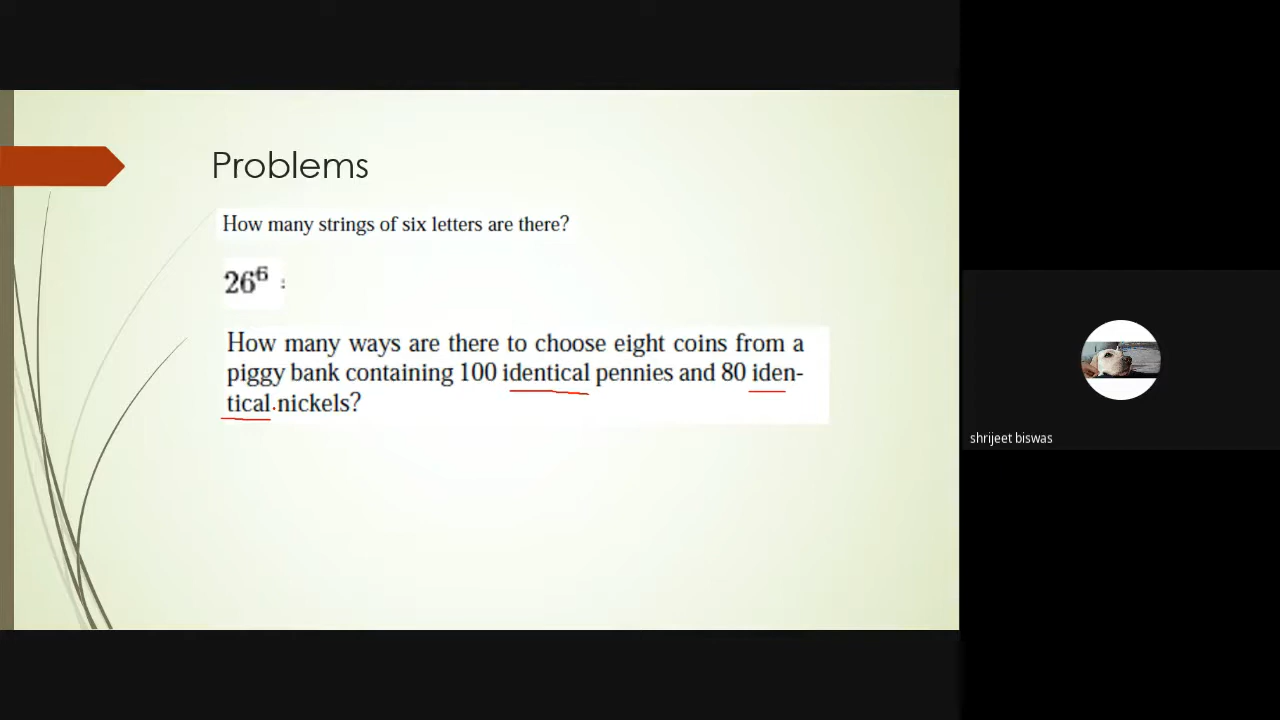 Problems
How many strings of six letters are there?
26⁶ :
How many ways are there to choose eight coins from a
piggy bank containing 100 identical pennies and 80 iden-
tical nickels?
shrijeet biswas